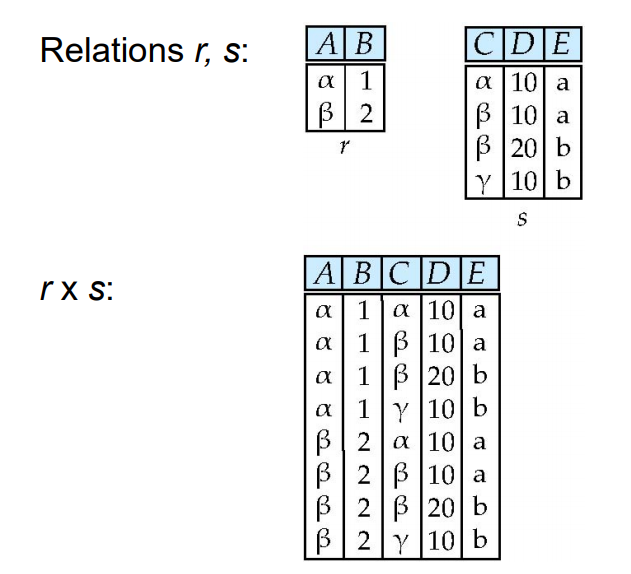 Relations r, s:
A B
α 1
β 2
r
C D E
α 10 a
β 10 a
β 20 b
γ 10 b
s
r x s:
A B C D E
α 1 α 10 a
α 1 β 10 a
α 1 β 20 b
α 1 γ 10 b
β 2 α 10 a
β 2 β 10 a
β 2 β 20 b
β 2 γ 10 b